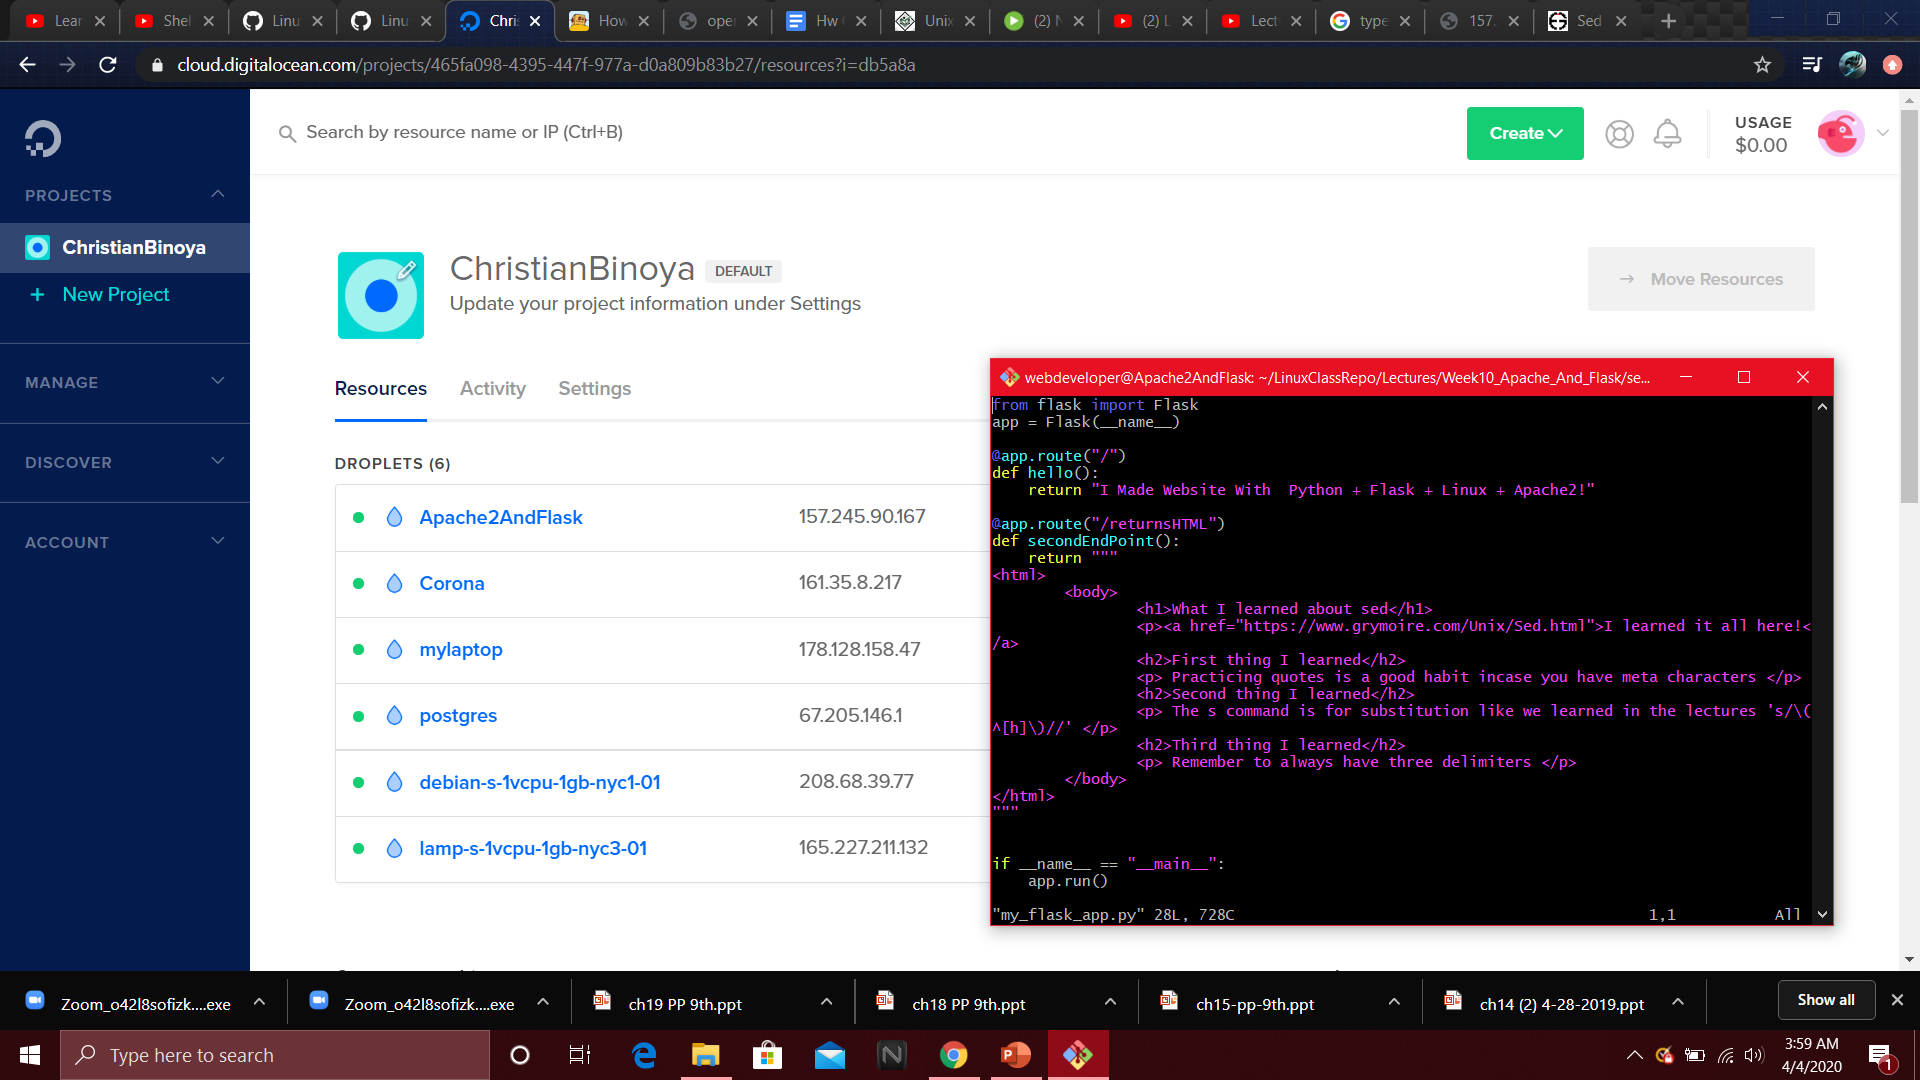 Lear
Shel
Linu
Linu
Chris
How
oper
Hw
Unix
(2) N
(2) L
Lect
type
157.
Sed
cloud.digitalocean.com/projects/465fa098-4395-447f-977a-d0a809b83b27/resources?i=db5a8a
Search by resource name or IP (Ctrl+B)
Create
USAGE
$0.00
PROJECTS
ChristianBinoya
+ New Project
MANAGE
DISCOVER
ACCOUNT
ChristianBinoya DEFAULT
Update your project information under Settings
→ Move Resources
Resources Activity Settings
DROPLETS (6)
Apache2AndFlask 157.245.90.167
Corona 161.35.8.217
mylaptop 178.128.158.47
postgres 67.205.146.1
debian-s-1vcpu-1gb-nyc1-01 208.68.39.77
lamp-s-1vcpu-1gb-nyc3-01 165.227.211.132
webdeveloper@Apache2AndFlask: ~/LinuxClassRepo/Lectures/Week10_Apache_And_Flask/se...
from flask import Flask
app = Flask(__name__)
@app.route("/")
def hello():
    return "I Made Website With  Python + Flask + Linux + Apache2!"
@app.route("/returnsHTML")
def secondEndPoint():
    return """
<html>
        <body>
                <h1>What I learned about sed</h1>
                <p><a href="https://www.grymoire.com/Unix/Sed.html">I learned it all here!<
/a>
                <h2>First thing I learned</h2>
                <p> Practicing quotes is a good habit incase you have meta characters </p>
                <h2>Second thing I learned</h2>
                <p> The s command is for substitution like we learned in the lectures 's/\(
^[h]\)//' </p>
                <h2>Third thing I learned</h2>
                <p> Remember to always have three delimiters </p>
        </body>
</html>
"""
if __name__ == "__main__":
    app.run()
"my_flask_app.py" 28L, 728C 1,1 All
Zoom_o42l8sofizk....exe
Zoom_o42l8sofizk....exe
ch19 PP 9th.ppt
ch18 PP 9th.ppt
ch15-pp-9th.ppt
ch14 (2) 4-28-2019.ppt
Show all
Type here to search
3:59 AM
4/4/2020
1